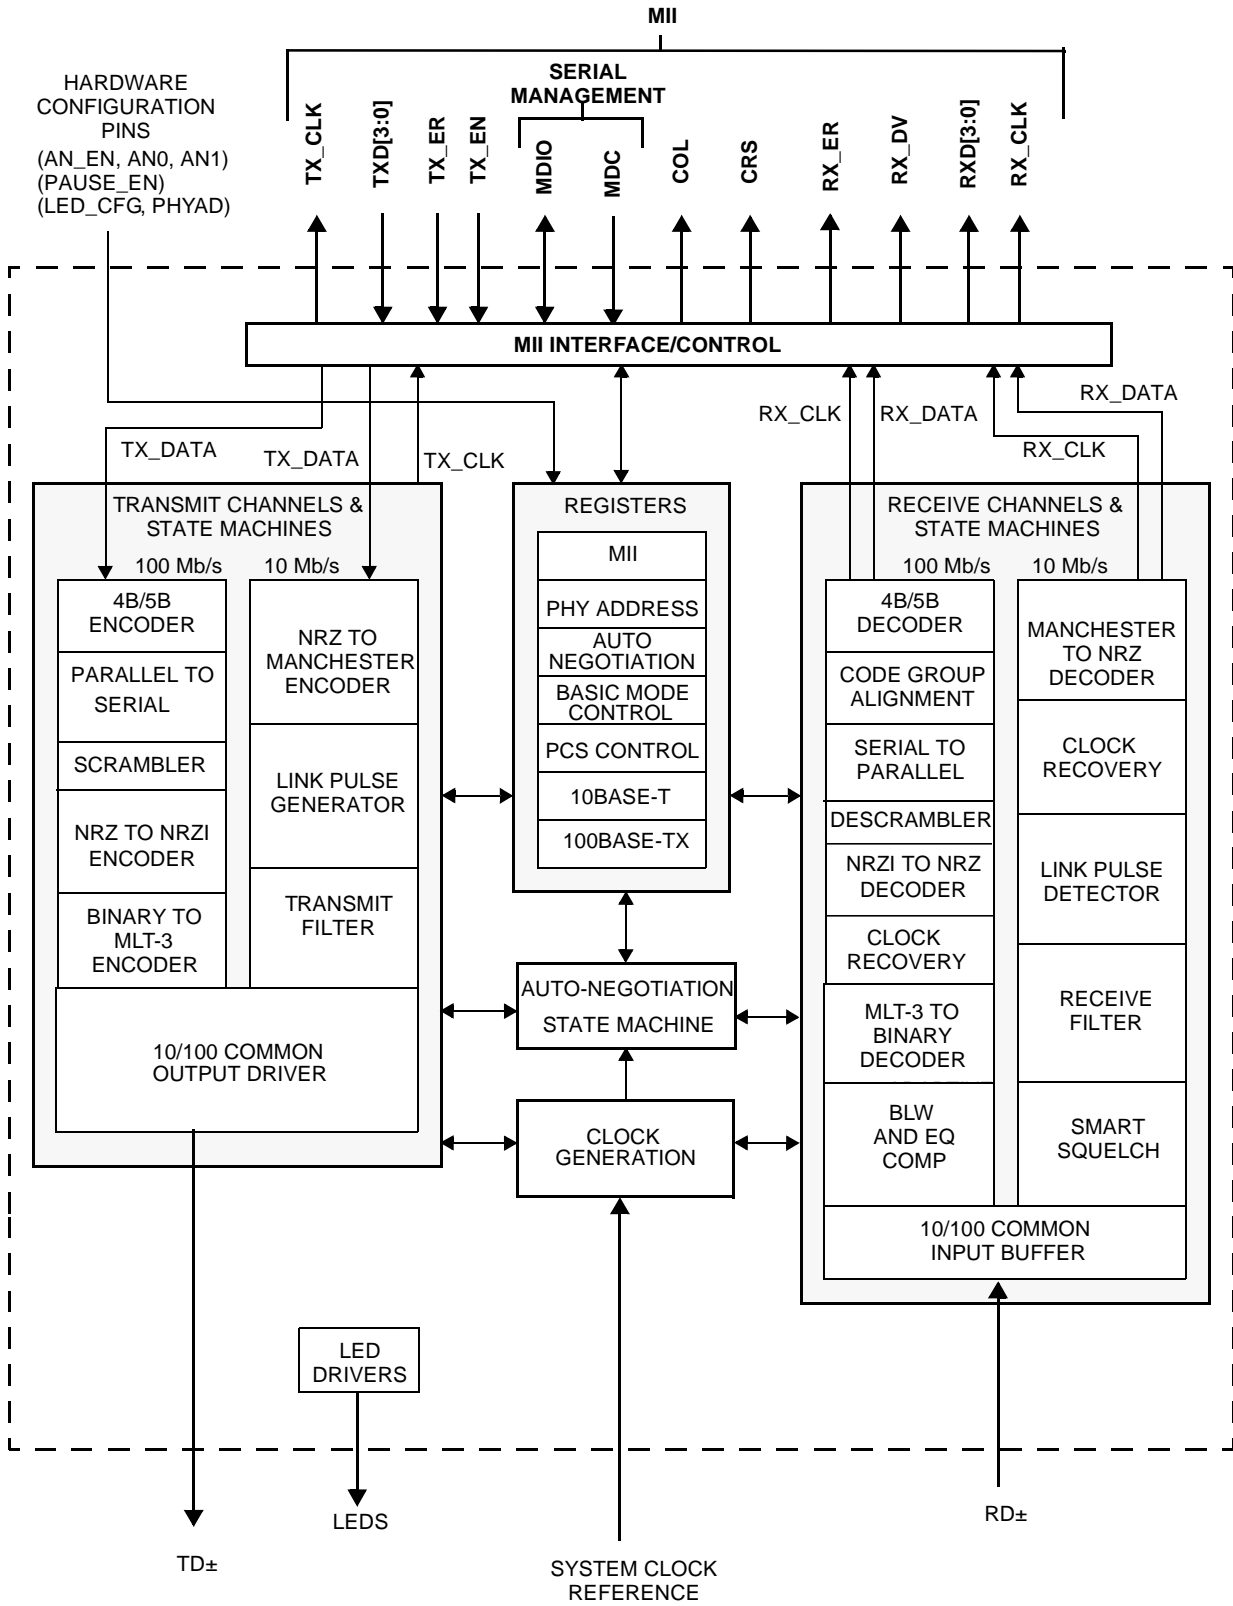 MII
SERIAL
MANAGEMENT
HARDWARE
CONFIGURATION
PINS
(AN_EN, AN0, AN1)
(PAUSE_EN)
(LED_CFG, PHYAD)
TX_CLK
TXD[3:0]
TX_ER
TX_EN
MDIO
MDC
COL
CRS
RX_ER
RX_DV
RXD[3:0]
RX_CLK
MII INTERFACE/CONTROL
TX_DATA
TX_DATA
TX_CLK
RX_CLK
RX_DATA
RX_CLK
RX_DATA
TRANSMIT CHANNELS &
STATE MACHINES
100 Mb/s
10 Mb/s
4B/5B
ENCODER
PARALLEL TO
SERIAL
SCRAMBLER
NRZ TO NRZI
ENCODER
BINARY TO
MLT-3
ENCODER
NRZ TO
MANCHESTER
ENCODER
LINK PULSE
GENERATOR
TRANSMIT
FILTER
10/100 COMMON
OUTPUT DRIVER
REGISTERS
MII
PHY ADDRESS
AUTO
NEGOTIATION
BASIC MODE
CONTROL
PCS CONTROL
10BASE-T
100BASE-TX
AUTO-NEGOTIATION
STATE MACHINE
CLOCK
GENERATION
RECEIVE CHANNELS &
STATE MACHINES
100 Mb/s
10 Mb/s
4B/5B
DECODER
CODE GROUP
ALIGNMENT
SERIAL TO
PARALLEL
DESCRAMBLER
NRZI TO NRZ
DECODER
CLOCK
RECOVERY
MLT-3 TO
BINARY
DECODER
BLW
AND EQ
COMP
MANCHESTER
TO NRZ
DECODER
CLOCK
RECOVERY
LINK PULSE
DETECTOR
RECEIVE
FILTER
SMART
SQUELCH
10/100 COMMON
INPUT BUFFER
LED
DRIVERS
TD±
LEDS
SYSTEM CLOCK
REFERENCE
RD±